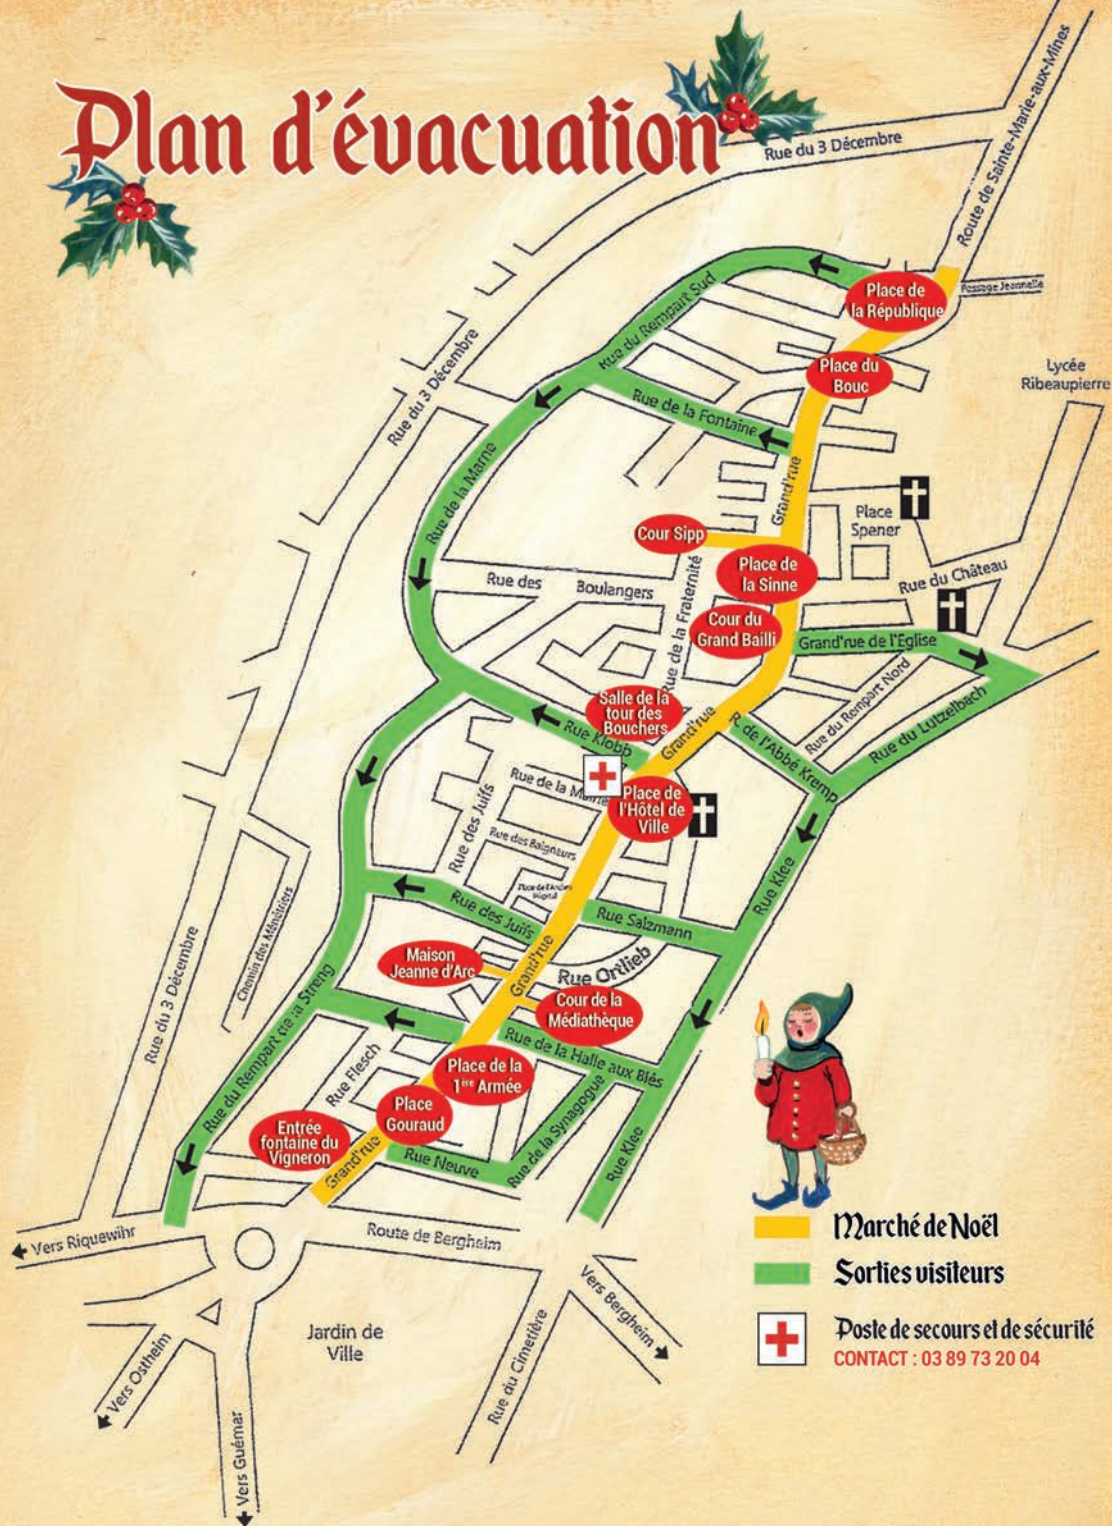 Plan d'évacuation
Rue du 3 Décembre
Route de Sainte-Marie-aux-Mines
Passage Jeannelle
Place de
la République
Rue du Rempart Sud
Place du
Bouc
Lycée
Ribeaupierre
Rue du 3 Décembre
Rue de la Fontaine
Rue de la Marne
Grand'rue
Place
Spener
Cour Sipp
Place de
la Sinne
Rue des
Boulangers
Rue de la Fraternité
Rue du Château
Cour du
Grand Bailli
Grand'rue de l'Eglise
Rue du Rempart Nord
Rue du Lutzelbach
Salle de la
tour des
Bouchers
Rue Klobb
Grand'rue
R. de l'Abbé Kremp
Rue de la
Place de
l'Hôtel de
Ville
Rue des Juifs
Rue des Baigneurs
Rue Klee
Chemin des Ménétriers
Rue des Juifs
Rue Salzmann
Rue du 3 Décembre
Maison
Jeanne d'Arc
Grand'rue
Rue Ortlieb
Cour de la
Médiathèque
Rue du Rempart de la Streng
Rue de la Halle aux Blés
Rue Flesch
Place de la
1ère Armée
Place
Gouraud
Rue de la Synagogue
Entrée
fontaine du
Vigneron
Grand'rue
Rue Neuve
Rue Klee
Vers Riquewihr
Route de Bergheim
Marché de Noël
Sorties visiteurs
Vers Bergheim
Poste de secours et de sécurité
CONTACT : 03 89 73 20 04
Jardin de
Ville
Vers Ostheim
Rue du Cimetière
Vers Guémar